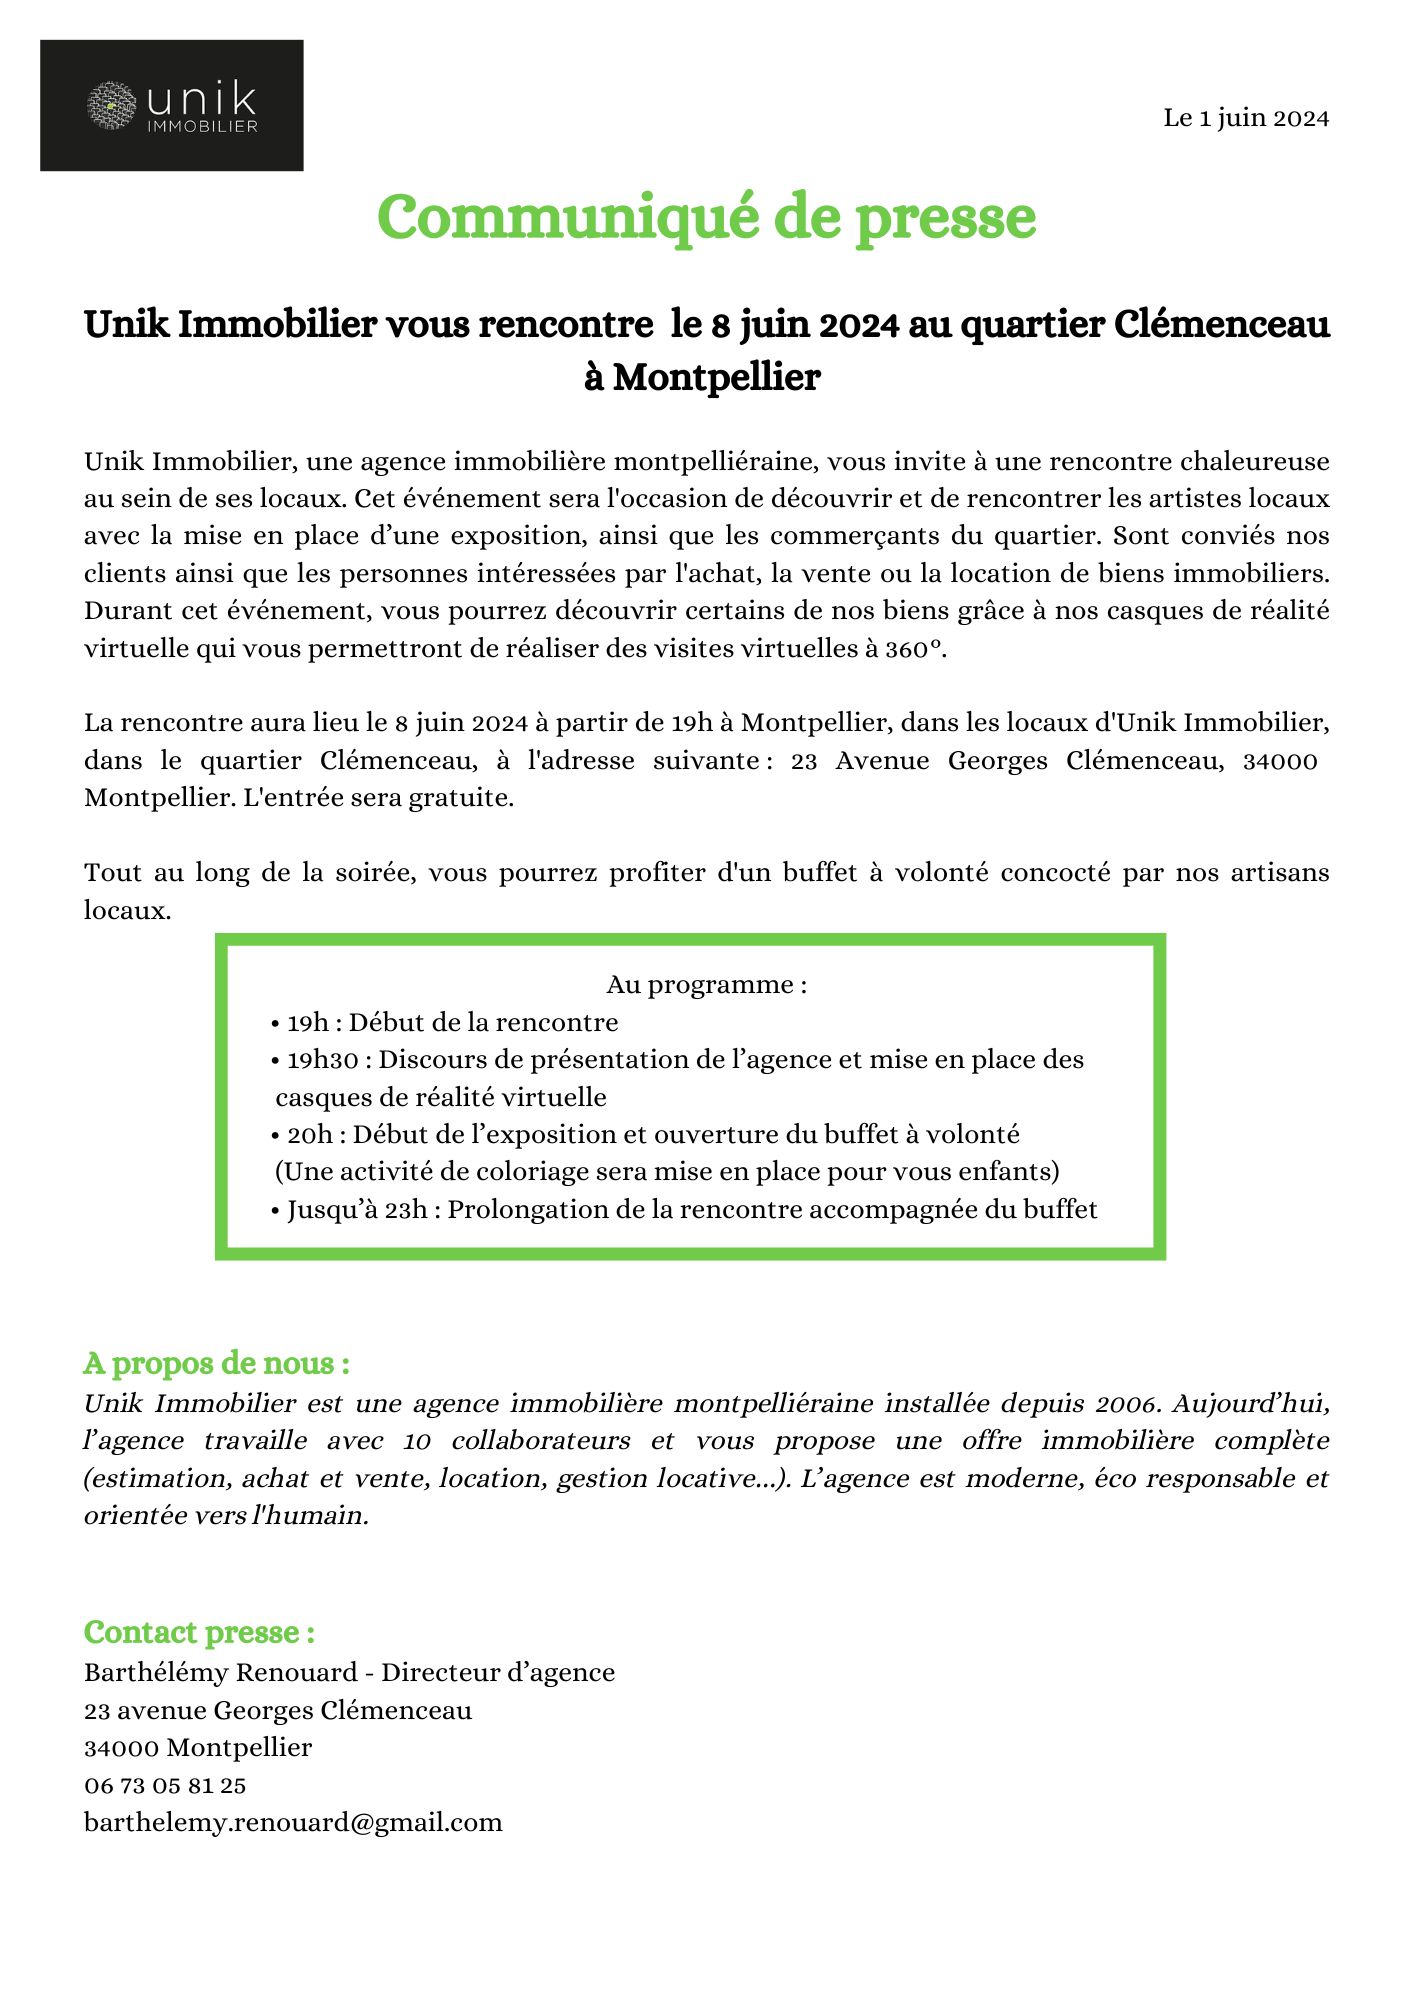 unik
IMMOBILIER
Le 1 juin 2024
Communiqué de presse
Unik Immobilier vous rencontre  le 8 juin 2024 au quartier Clémenceau
à Montpellier
Unik Immobilier, une agence immobilière montpelliéraine, vous invite à une rencontre chaleureuse
au sein de ses locaux. Cet événement sera l'occasion de découvrir et de rencontrer les artistes locaux
avec la mise en place d’une exposition, ainsi que les commerçants du quartier. Sont conviés nos
clients ainsi que les personnes intéressées par l'achat, la vente ou la location de biens immobiliers.
Durant cet événement, vous pourrez découvrir certains de nos biens grâce à nos casques de réalité
virtuelle qui vous permettront de réaliser des visites virtuelles à 360°.
La rencontre aura lieu le 8 juin 2024 à partir de 19h à Montpellier, dans les locaux d'Unik Immobilier,
dans le quartier Clémenceau, à l'adresse suivante : 23 Avenue Georges Clémenceau, 34000
Montpellier. L'entrée sera gratuite.
Tout au long de la soirée, vous pourrez profiter d'un buffet à volonté concocté par nos artisans
locaux.
Au programme :
• 19h : Début de la rencontre
• 19h30 : Discours de présentation de l’agence et mise en place des
casques de réalité virtuelle
• 20h : Début de l’exposition et ouverture du buffet à volonté
(Une activité de coloriage sera mise en place pour vous enfants)
• Jusqu’à 23h : Prolongation de la rencontre accompagnée du buffet
A propos de nous :
Unik Immobilier est une agence immobilière montpelliéraine installée depuis 2006. Aujourd’hui,
l’agence travaille avec 10 collaborateurs et vous propose une offre immobilière complète
(estimation, achat et vente, location, gestion locative...). L’agence est moderne, éco responsable et
orientée vers l'humain.
Contact presse :
Barthélémy Renouard - Directeur d’agence
23 avenue Georges Clémenceau
34000 Montpellier
06 73 05 81 25
barthelemy.renouard@gmail.com